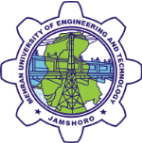 MEHRAN UNIVERSITY OF ENGINEERING AND TECHNOLOGY
JAMSHORO